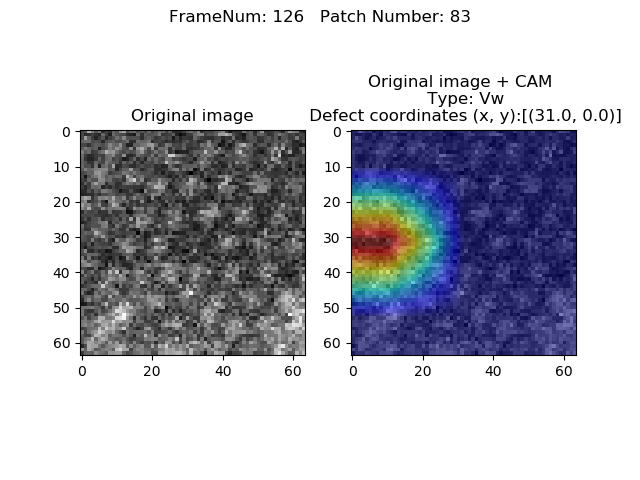 FrameNum: 126   Patch Number: 83
Original image
0
10
20
30
40
50
60
0 20 40 60
Original image + CAM
Type: Vw
Defect coordinates (x, y):[(31.0, 0.0)]
0
10
20
30
40
50
60
0 20 40 60